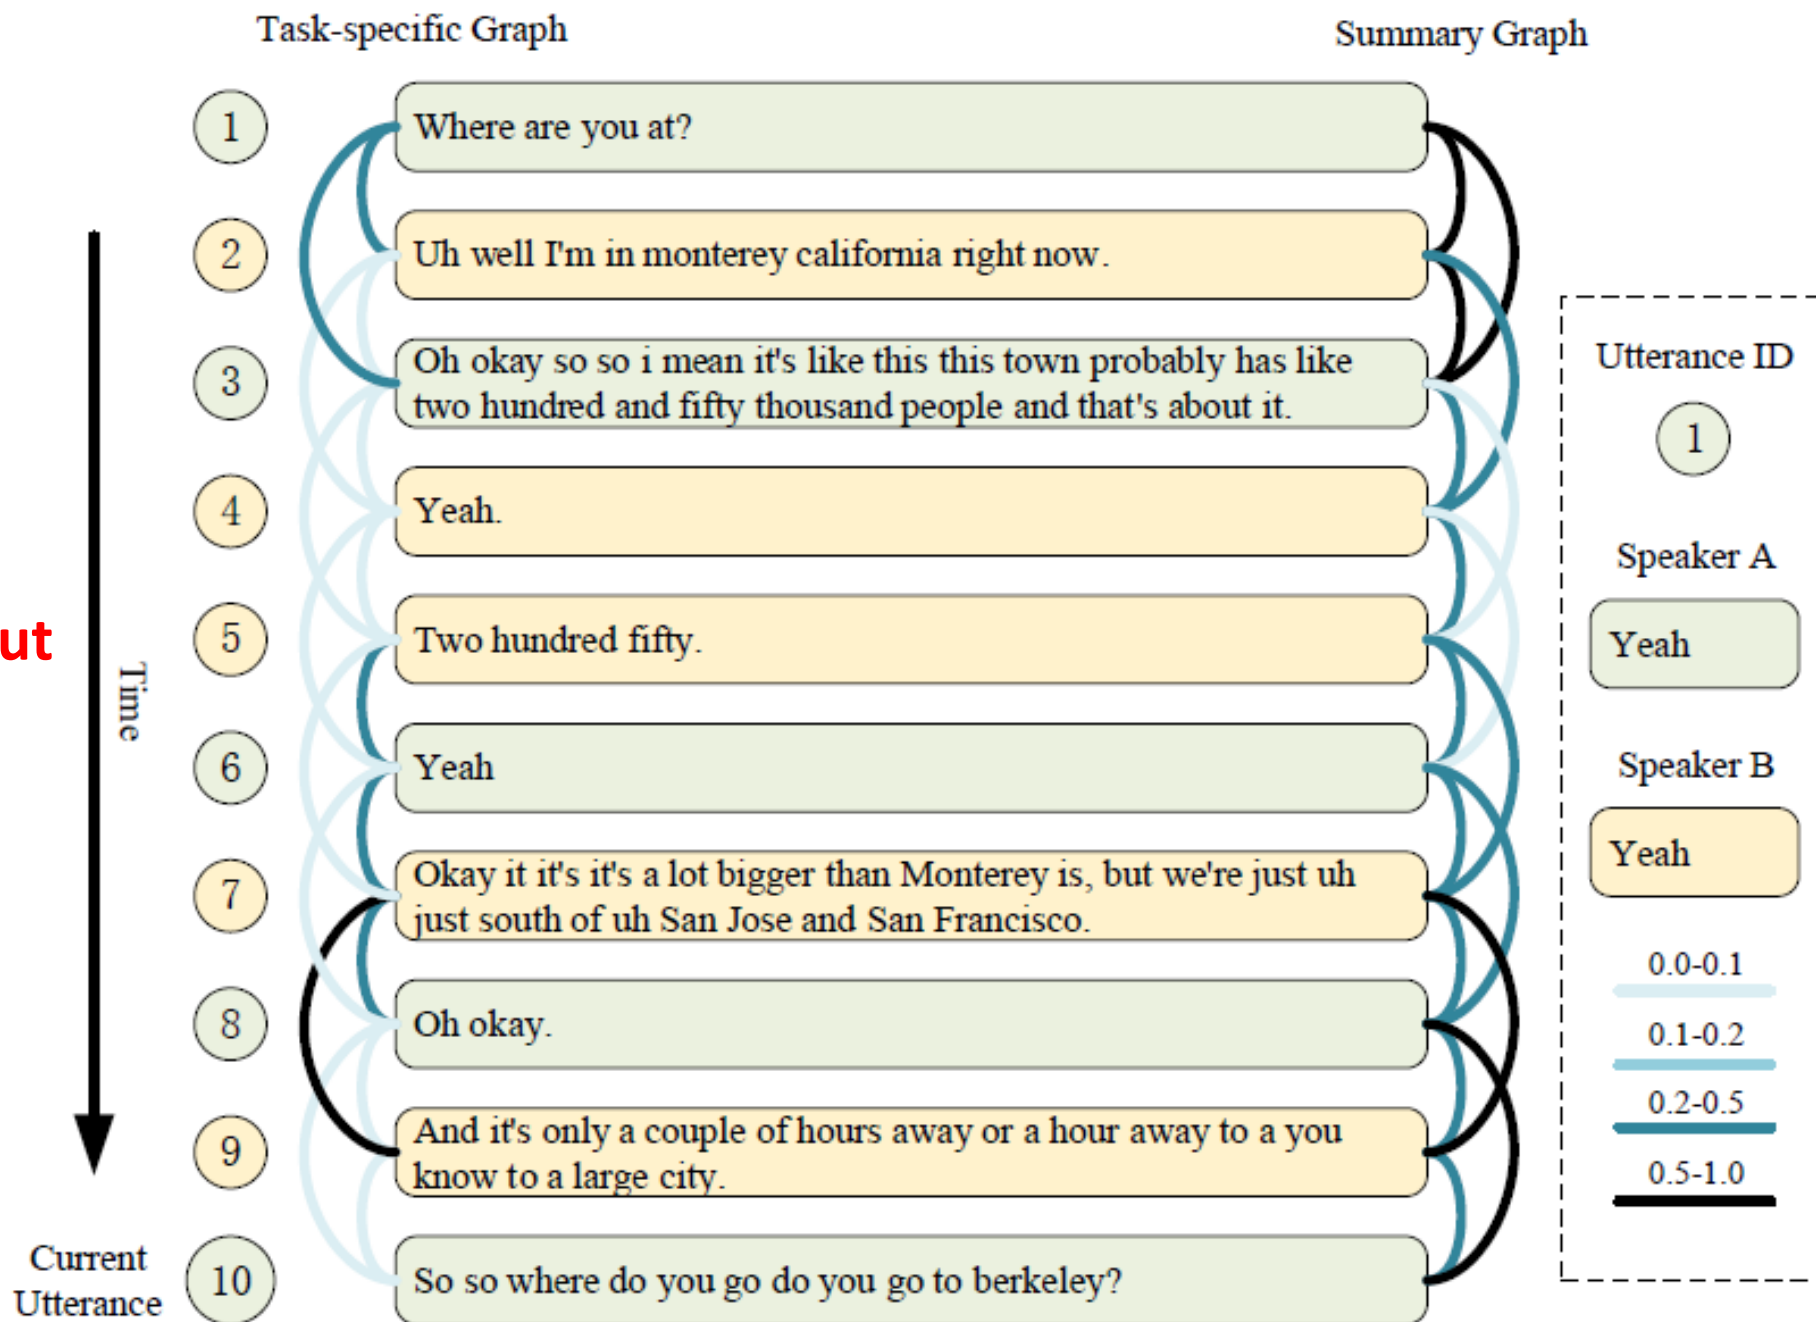 Task-specific Graph
Summary Graph
1
Where are you at?
2
Uh well I'm in monterey california right now.
3
Oh okay so so i mean it's like this this town probably has like
two hundred and fifty thousand people and that's about it.
4
Yeah.
5
Two hundred fifty.
6
Yeah
7
Okay it it's it's a lot bigger than Monterey is, but we're just uh
just south of uh San Jose and San Francisco.
8
Oh okay.
9
And it's only a couple of hours away or a hour away to a you
know to a large city.
10
So so where do you go do you go to berkeley?
ut
Time
Current
Utterance
Utterance ID
1
Speaker A
Yeah
Speaker B
Yeah
0.0-0.1
0.1-0.2
0.2-0.5
0.5-1.0